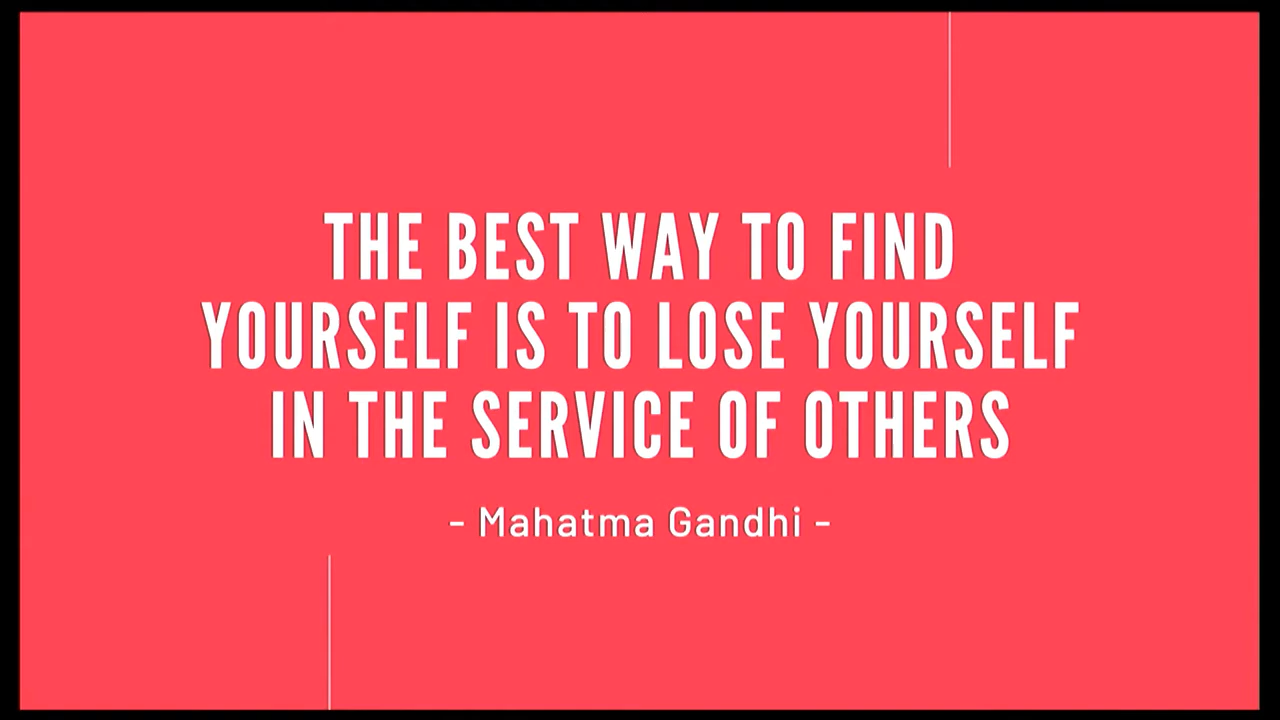 THE BEST WAY TO FIND
YOURSELF IS TO LOSE YOURSELF
IN THE SERVICE OF OTHERS
- Mahatma Gandhi -